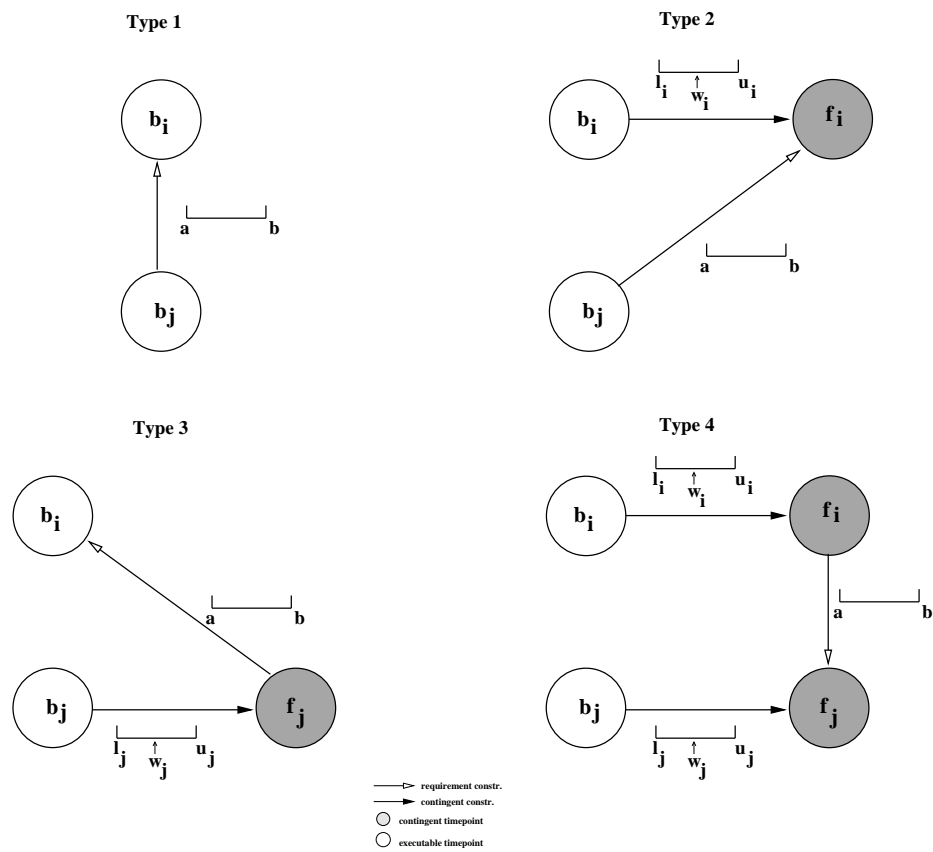 Type 1
b_i
a b
b_j
Type 2
l_i w_i u_i
b_i f_i
a b
b_j
Type 3
b_i
a b
b_j f_j
l_j w_j u_j
Type 4
l_i w_i u_i
b_i f_i
a b
b_j f_j
l_j w_j u_j
requirement constr.
contingent constr.
contingent timepoint
executable timepoint